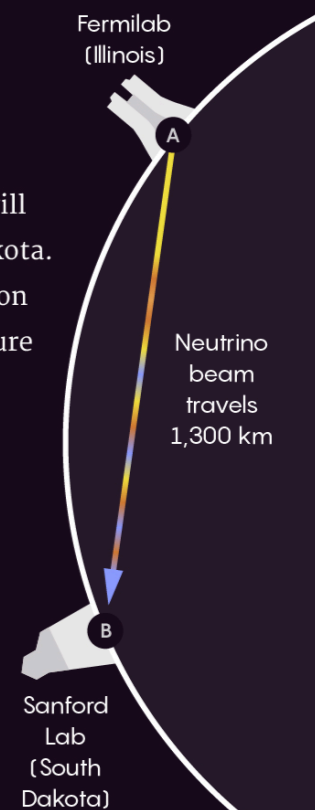 Fermilab
(Illinois)
A
ill
kota.
on
ure
Neutrino
beam
travels
1,300 km
B
Sanford
Lab
(South
Dakota)